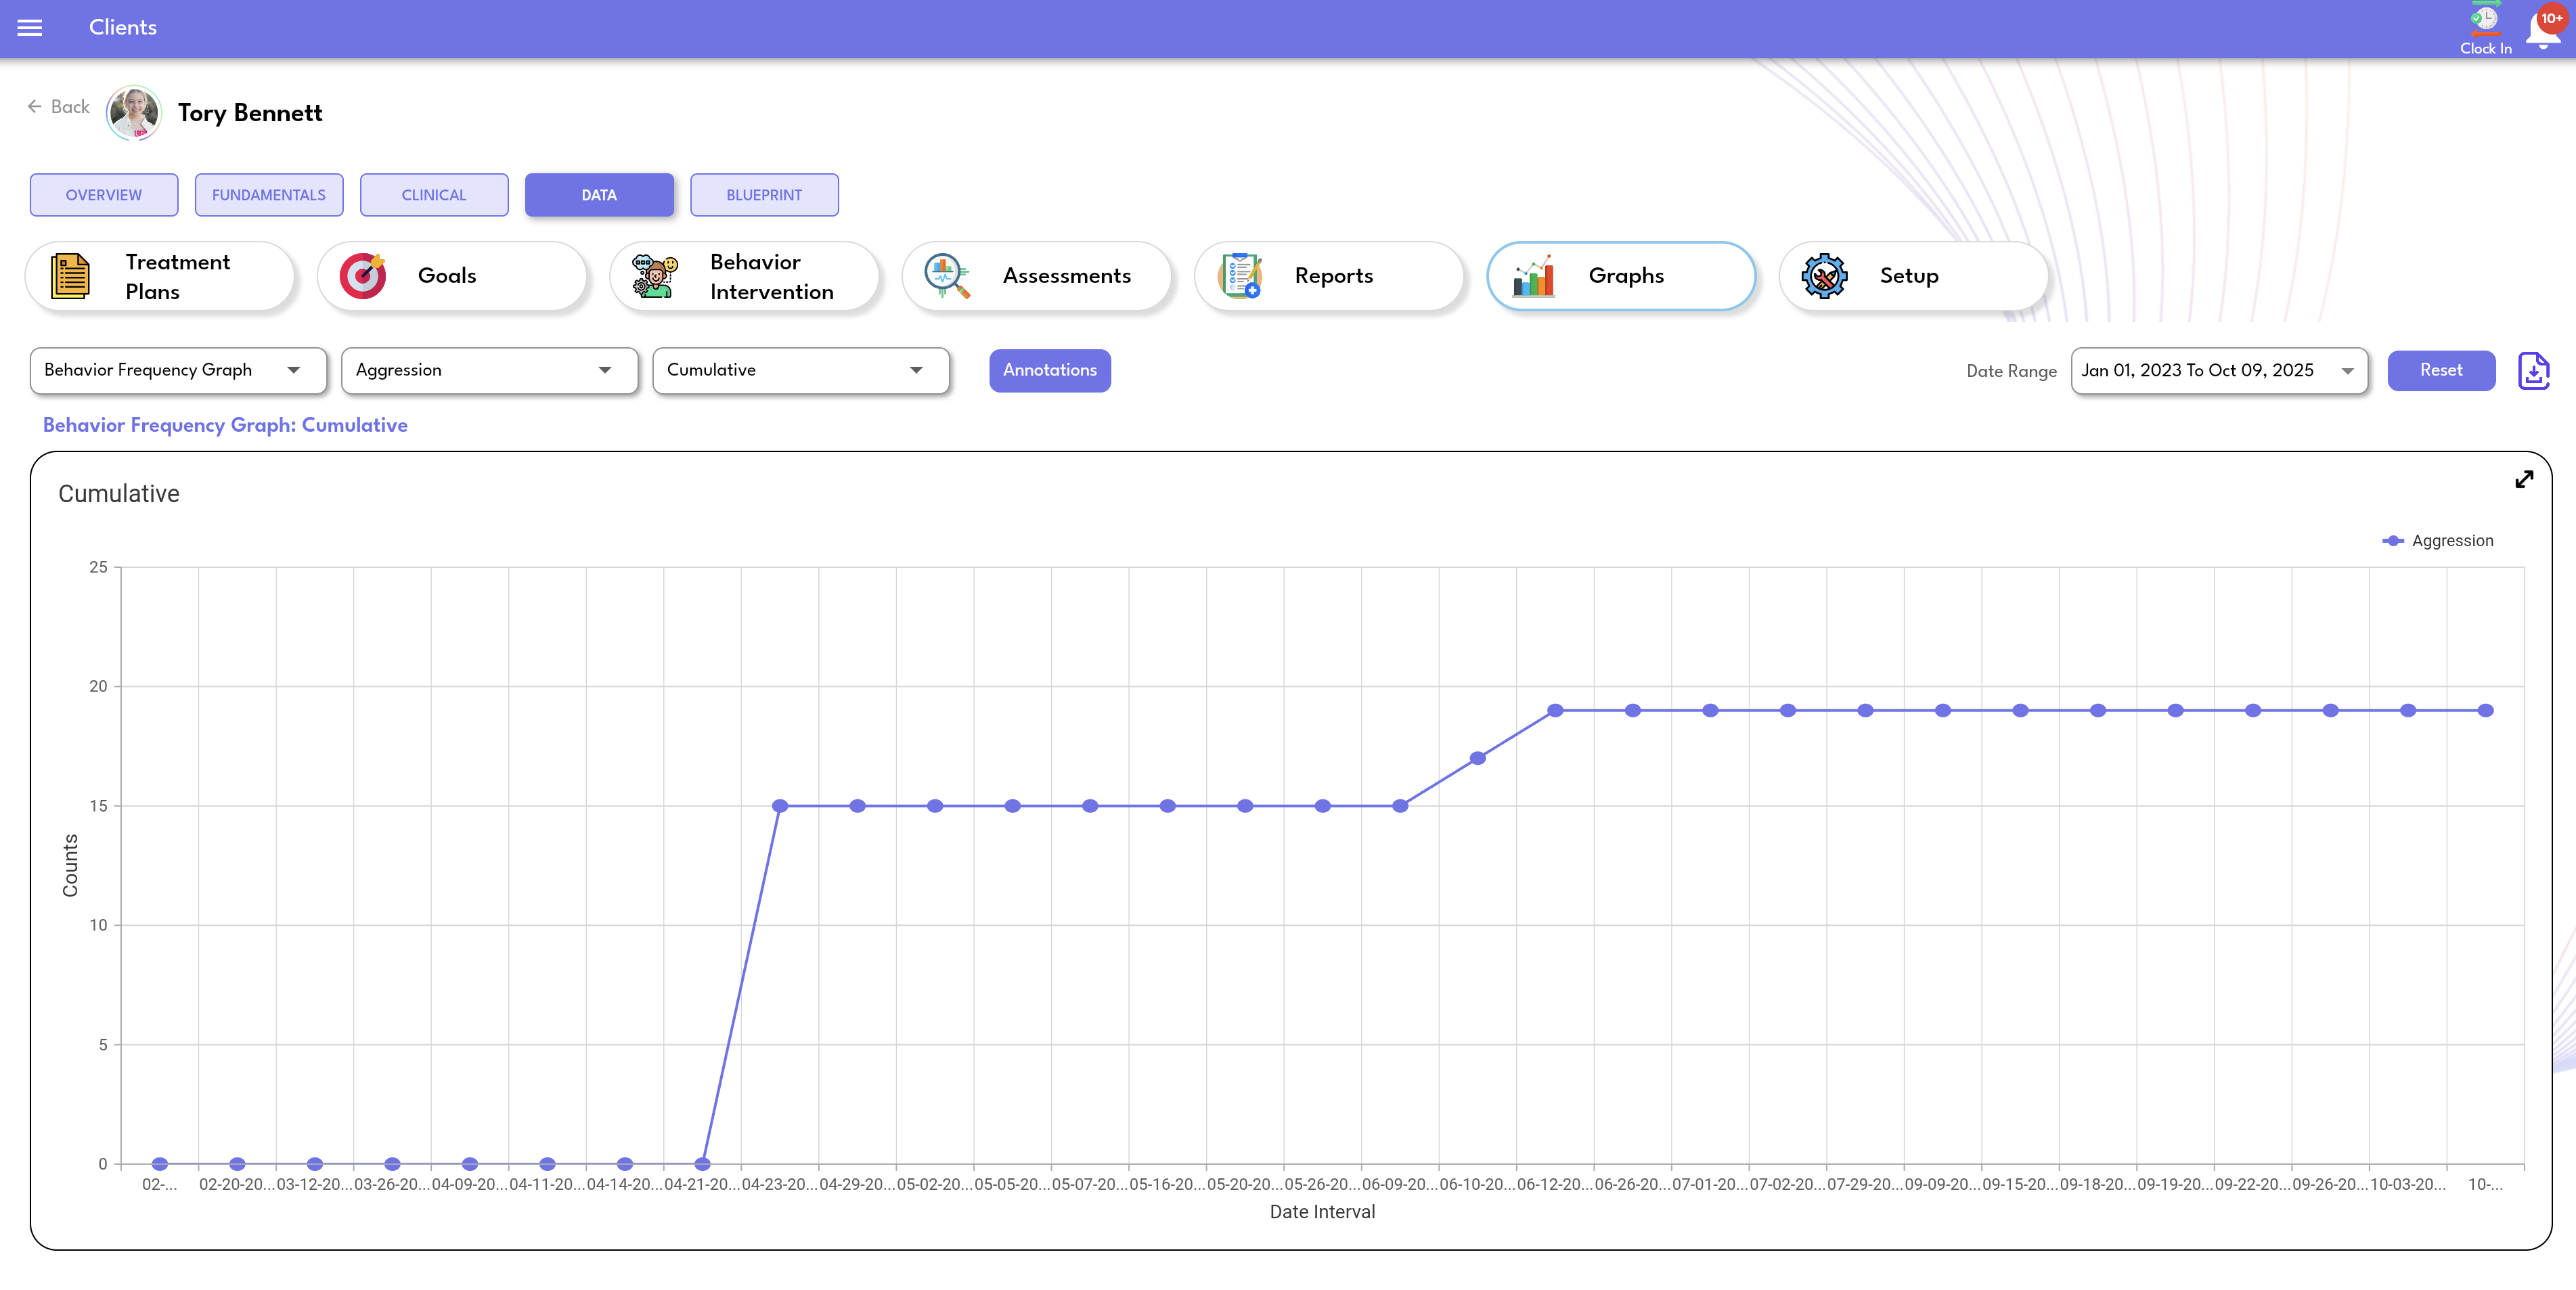 Clients
Clock In
10+
Back
Tory Bennett
OVERVIEW
FUNDAMENTALS
CLINICAL
DATA
BLUEPRINT
Treatment
Plans
Goals
Behavior
Intervention
Assessments
Reports
Graphs
Setup
Behavior Frequency Graph
Aggression
Cumulative
Annotations
Date Range
Jan 01, 2023 To Oct 09, 2025
Reset
Behavior Frequency Graph: Cumulative
Cumulative
Aggression
25
20
15
10
5
0
Counts
02-...
02-20-20...
03-12-20...
03-26-20...
04-09-20...
04-11-20...
04-14-20...
04-21-20...
04-23-20...
04-29-20...
05-02-20...
05-05-20...
05-07-20...
05-16-20...
05-20-20...
05-26-20...
06-09-20...
06-10-20...
06-12-20...
06-26-20...
07-01-20...
07-02-20...
07-29-20...
09-09-20...
09-15-20...
09-18-20...
09-19-20...
09-22-20...
09-26-20...
10-03-20...
10-...
Date Interval